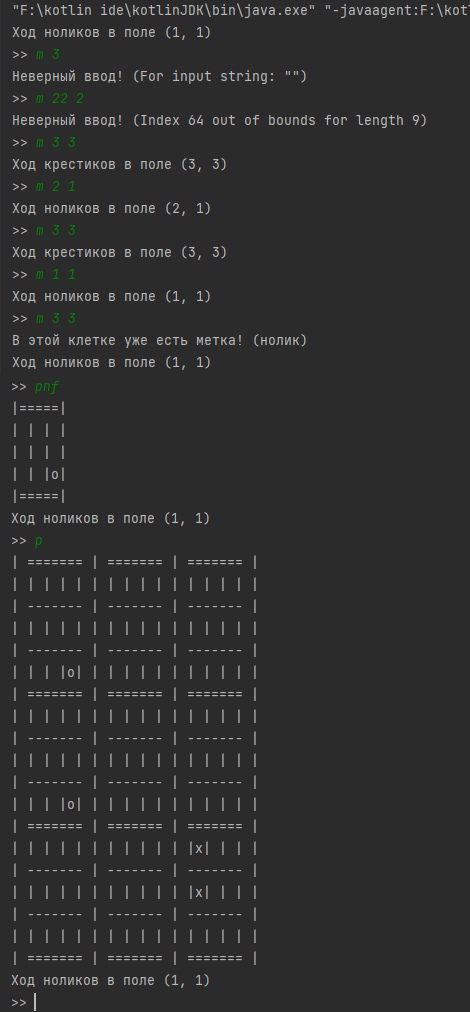 "F:\kotlin ide\kotlinJDK\bin\java.exe" "-javaagent:F:\kotl
Ход ноликов в поле (1, 1)
>> m 3
Неверный ввод! (For input string: "")
>> m 22 2
Неверный ввод! (Index 64 out of bounds for length 9)
>> m 3 3
Ход крестиков в поле (3, 3)
>> m 2 1
Ход ноликов в поле (2, 1)
>> m 3 3
Ход крестиков в поле (3, 3)
>> m 1 1
Ход ноликов в поле (1, 1)
>> m 3 3
В этой клетке уже есть метка! (нолик)
Ход ноликов в поле (1, 1)
>> pnf
|=====|
| | | |
| | | |
| | |o|
|=====|
Ход ноликов в поле (1, 1)
>> p
| ======= | ======= | ======= |
| | | | | | | | | | | | | | | |
| ------- | ------- | ------- |
| | | | | | | | | | | | | | | |
| ------- | ------- | ------- |
| | | |o| | | | | | | | | | | |
| ======= | ======= | ======= |
| | | | | | | | | | | | | | | |
| ------- | ------- | ------- |
| | | | | | | | | | | | | | | |
| ------- | ------- | ------- |
| | | |o| | | | | | | | | | | |
| ======= | ======= | ======= |
| | | | | | | | | | | |x| | | |
| ------- | ------- | ------- |
| | | | | | | | | | | |x| | | |
| ------- | ------- | ------- |
| | | | | | | | | | | | | | | |
| ======= | ======= | ======= |
Ход ноликов в поле (1, 1)
>>